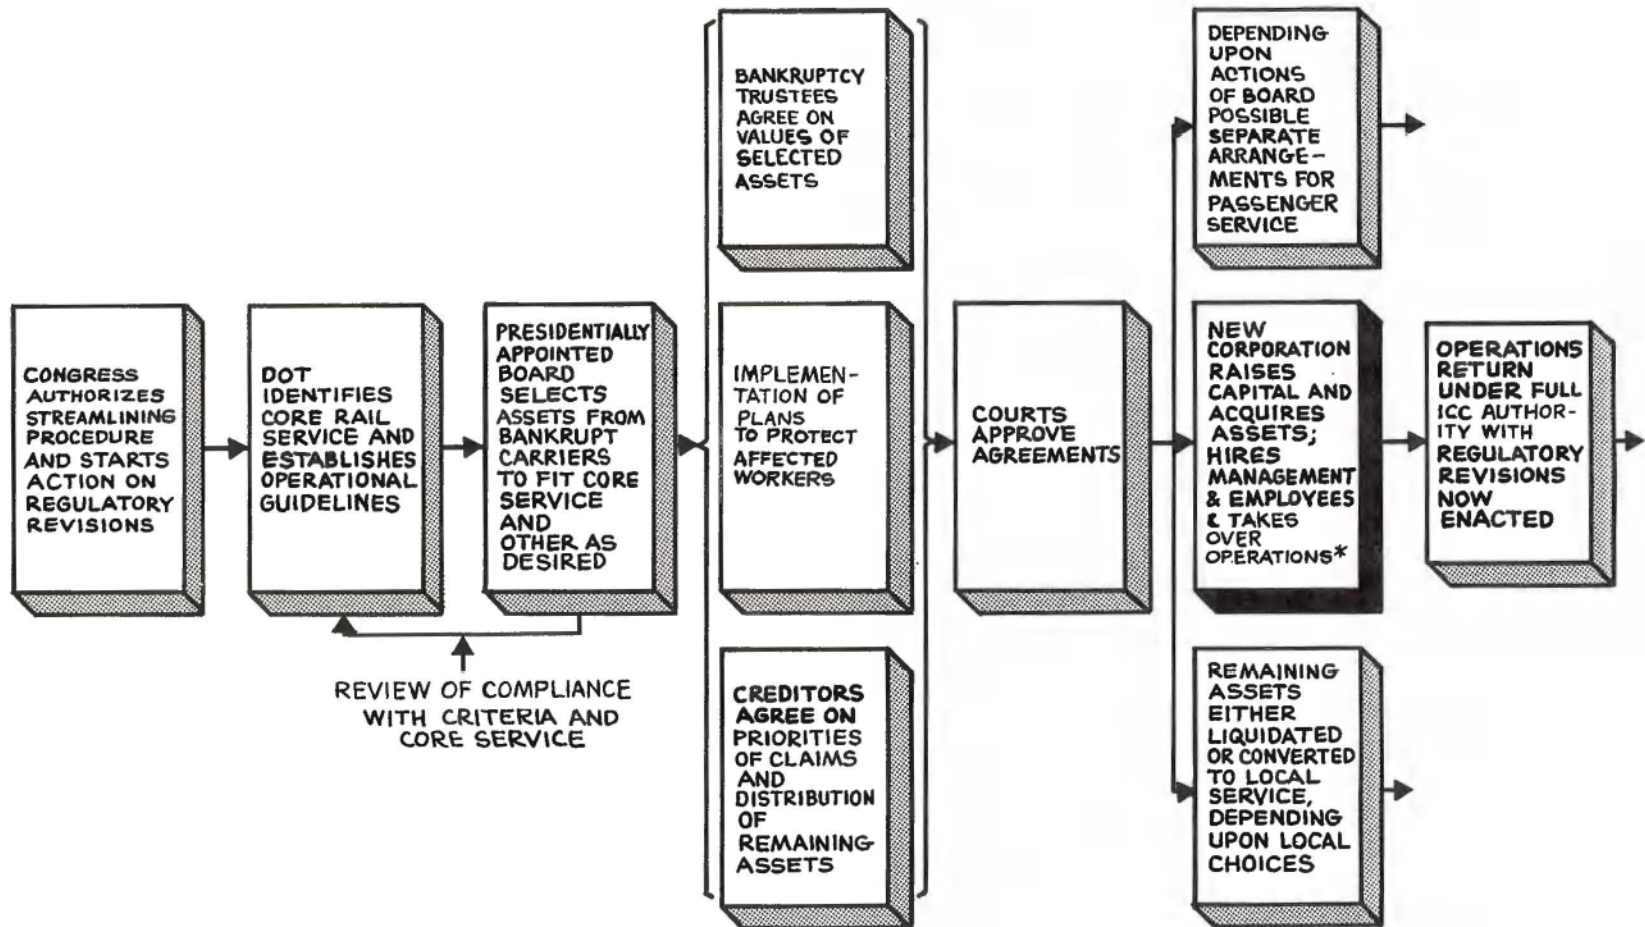 CONGRESS
AUTHORIZES
STREAMLINING
PROCEDURE
AND STARTS
ACTION ON
REGULATORY
REVISIONS
DOT
IDENTIFIES
CORE RAIL
SERVICE AND
ESTABLISHES
OPERATIONAL
GUIDELINES
PRESIDENTIALLY
APPOINTED
BOARD
SELECTS
ASSETS FROM
BANKRUPT
CARRIERS
TO FIT CORE
SERVICE
AND
OTHER AS
DESIRED
REVIEW OF COMPLIANCE
WITH CRITERIA AND
CORE SERVICE
BANKRUPTCY
TRUSTEES
AGREE ON
VALUES OF
SELECTED
ASSETS
IMPLEMEN-
TATION OF
PLANS
TO PROTECT
AFFECTED
WORKERS
CREDITORS
AGREE ON
PRIORITIES
OF CLAIMS
AND
DISTRIBUTION
OF
REMAINING
ASSETS
COURTS
APPROVE
AGREEMENTS
DEPENDING
UPON
ACTIONS
OF BOARD
POSSIBLE
SEPARATE
ARRANGE-
MENTS FOR
PASSENGER
SERVICE
NEW
CORPORATION
RAISES
CAPITAL AND
ACQUIRES
ASSETS;
HIRES
MANAGEMENT
& EMPLOYEES
& TAKES
OVER
OPERATIONS*
REMAINING
ASSETS
EITHER
LIQUIDATED
OR CONVERTED
TO LOCAL
SERVICE,
DEPENDING
UPON LOCAL
CHOICES
OPERATIONS
RETURN
UNDER FULL
ICC AUTHOR-
ITY WITH
REGULATORY
REVISIONS
NOW
ENACTED